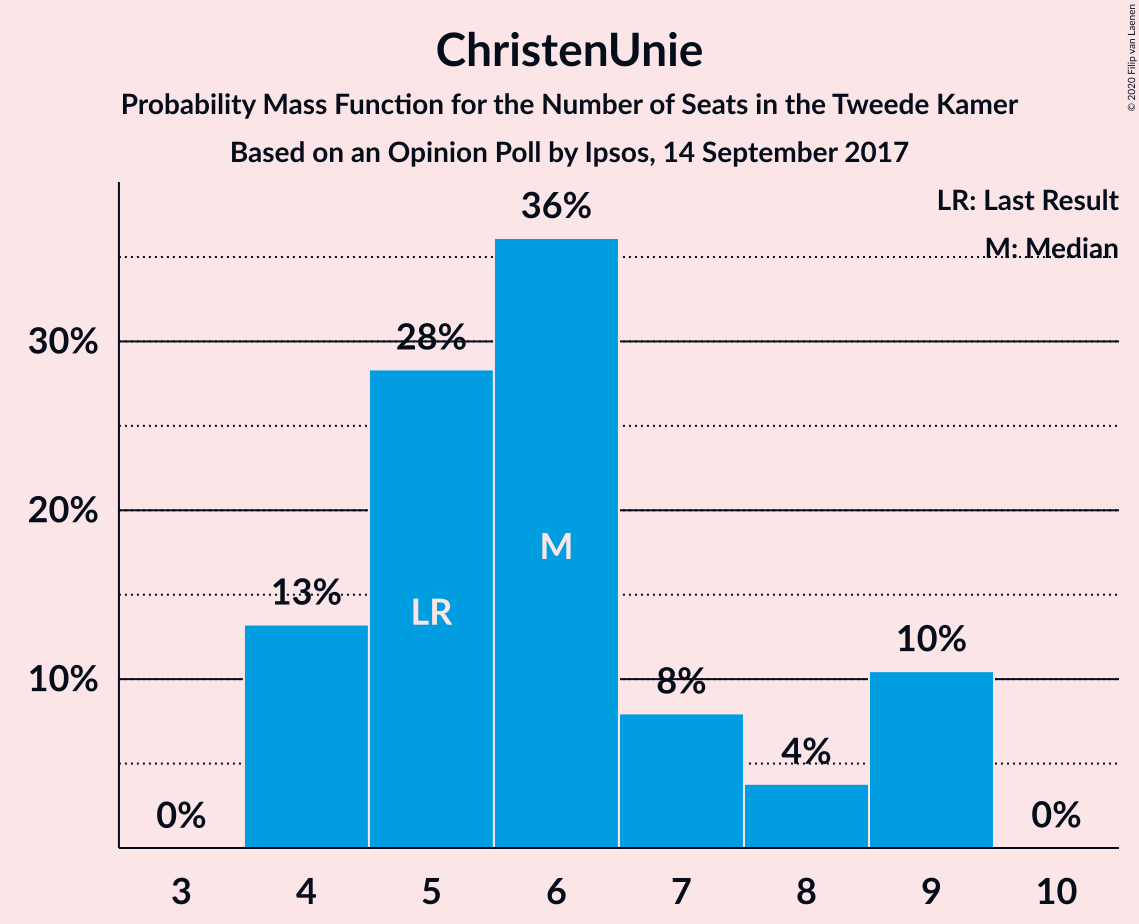 ChristenUnie
Probability Mass Function for the Number of Seats in the Tweede Kamer
Based on an Opinion Poll by Ipsos, 14 September 2017
© 2020 Filip van Laenen
LR: Last Result
M: Median
36%
30%
28%
20%
M
13%
LR
10%
10%
8%
4%
0%
0%
3 4 5 6 7 8 9 10